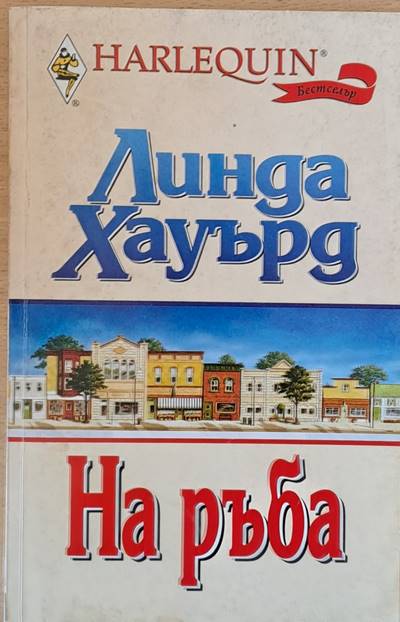 HARLEQUIN®
Бестселър
®
Линда
Хауърд
На ръба